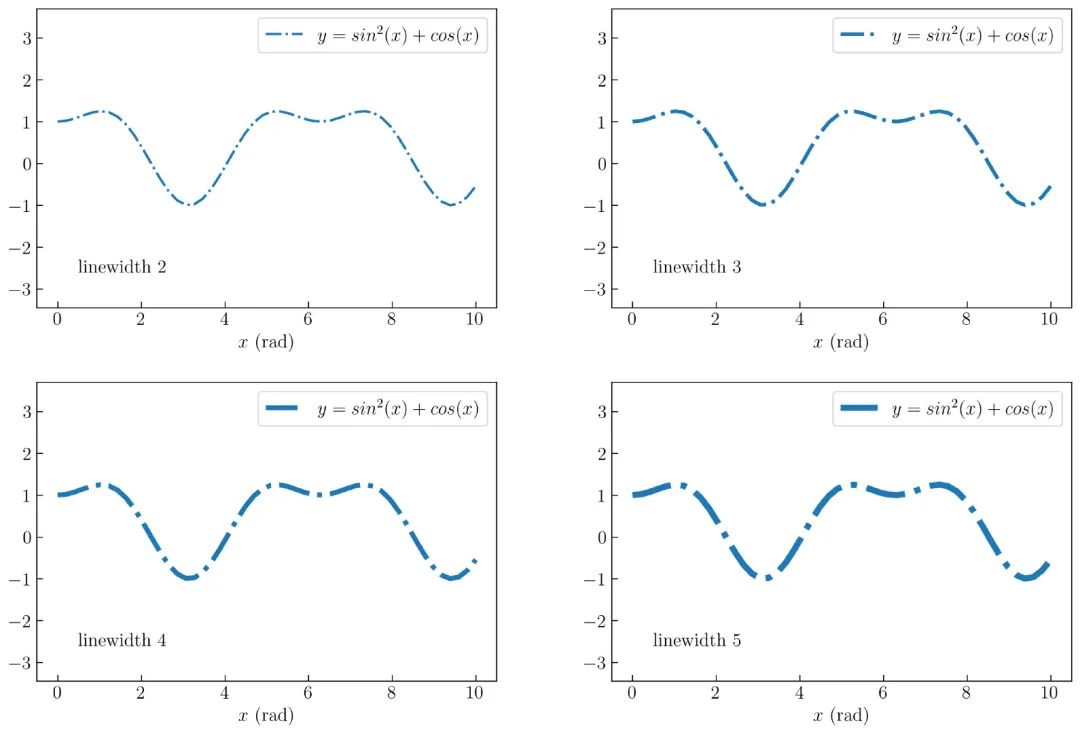 y = sin²(x) + cos(x)
3
2
1
0
−1
−2
−3
linewidth 2
0 2 4 6 8 10
x (rad)
y = sin²(x) + cos(x)
3
2
1
0
−1
−2
−3
linewidth 3
0 2 4 6 8 10
x (rad)
y = sin²(x) + cos(x)
3
2
1
0
−1
−2
−3
linewidth 4
0 2 4 6 8 10
x (rad)
y = sin²(x) + cos(x)
3
2
1
0
−1
−2
−3
linewidth 5
0 2 4 6 8 10
x (rad)